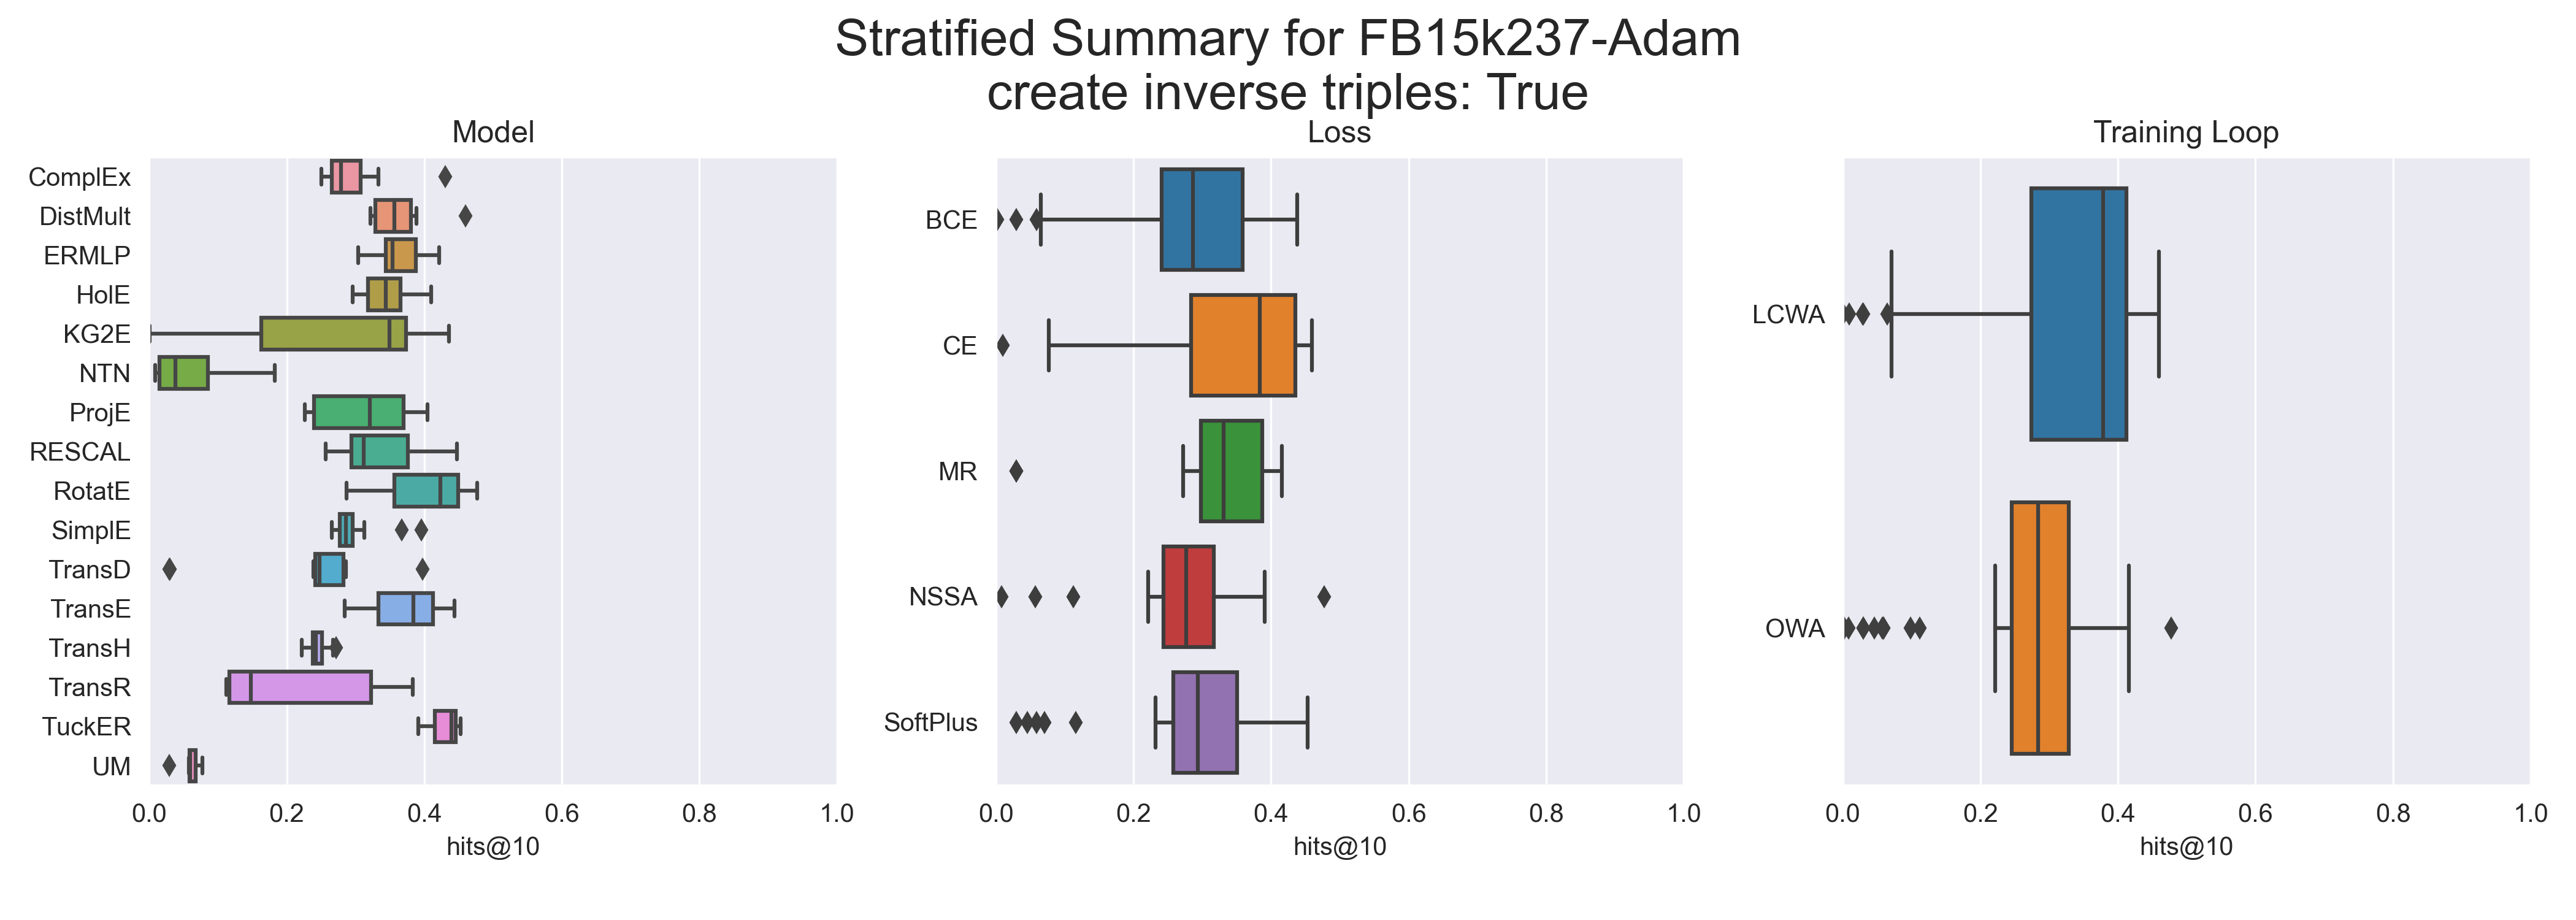 Stratified Summary for FB15k237-Adam
create inverse triples: True
Model
ComplEx
DistMult
ERMLP
HolE
KG2E
NTN
ProjE
RESCAL
RotatE
SimplE
TransD
TransE
TransH
TransR
TuckER
UM
0.0 0.2 0.4 0.6 0.8 1.0
hits@10
Loss
BCE
CE
MR
NSSA
SoftPlus
0.0 0.2 0.4 0.6 0.8 1.0
hits@10
Training Loop
LCWA
OWA
0.0 0.2 0.4 0.6 0.8 1.0
hits@10